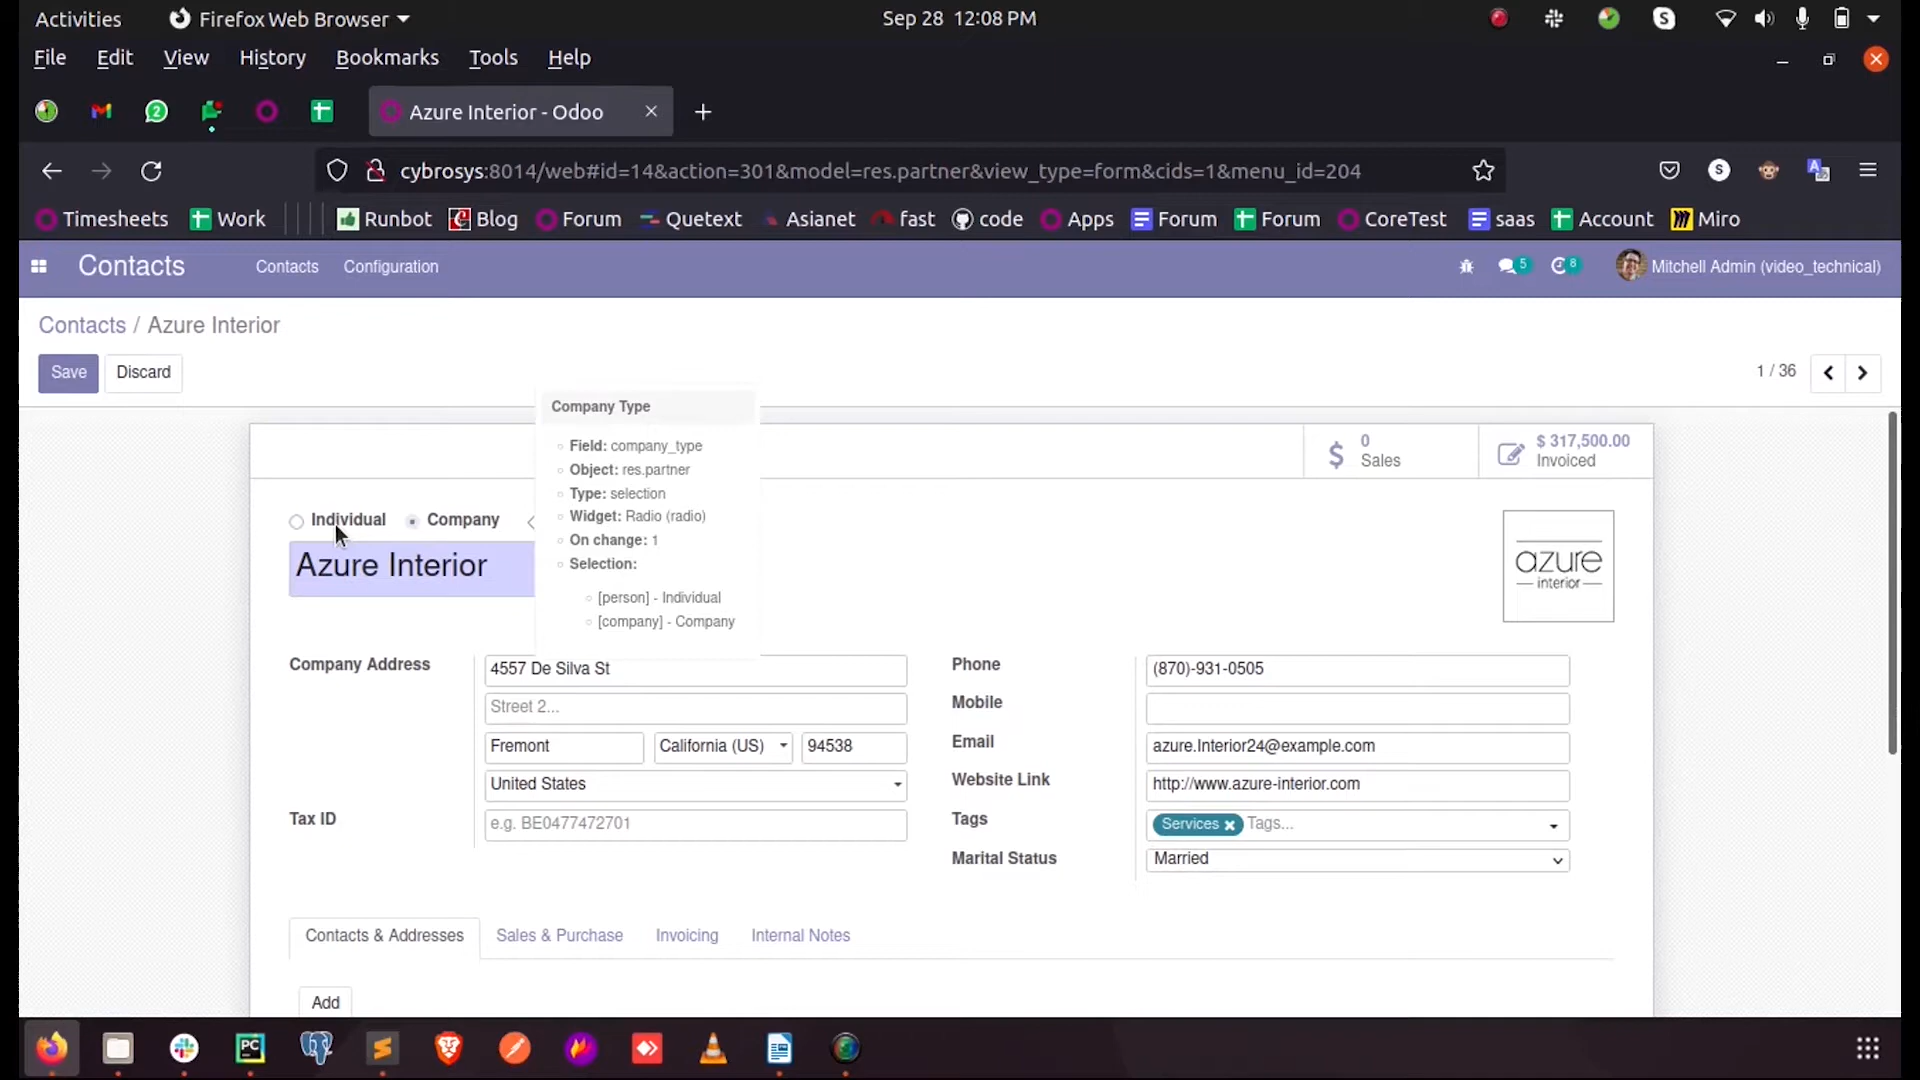 Activities Firefox Web Browser Sep 28 12:08 PM
File Edit View History Bookmarks Tools Help
Azure Interior - Odoo
cybrosys:8014/web#id=14&action=301&model=res.partner&view_type=form&cids=1&menu_id=204
Timesheets Work Runbot Blog Forum Quetext Asianet fast code Apps Forum Forum CoreTest saas Account Miro
Contacts Contacts Configuration 5 8 Mitchell Admin (video_technical)
Contacts / Azure Interior
Save Discard 1 / 36
Company Type
Field: company_type
Object: res.partner
Type: selection
Widget: Radio (radio)
On change: 1
Selection:
[person] - Individual
[company] - Company
0
Sales
$ 317,500.00
Invoiced
Individual Company
Azure Interior
azure
interior
Company Address 4557 De Silva St
Street 2...
Fremont California (US) 94538
United States
Tax ID e.g. BE0477472701
Phone (870)-931-0505
Mobile
Email azure.Interior24@example.com
Website Link http://www.azure-interior.com
Tags Services Tags...
Marital Status Married
Contacts & Addresses Sales & Purchase Invoicing Internal Notes
Add